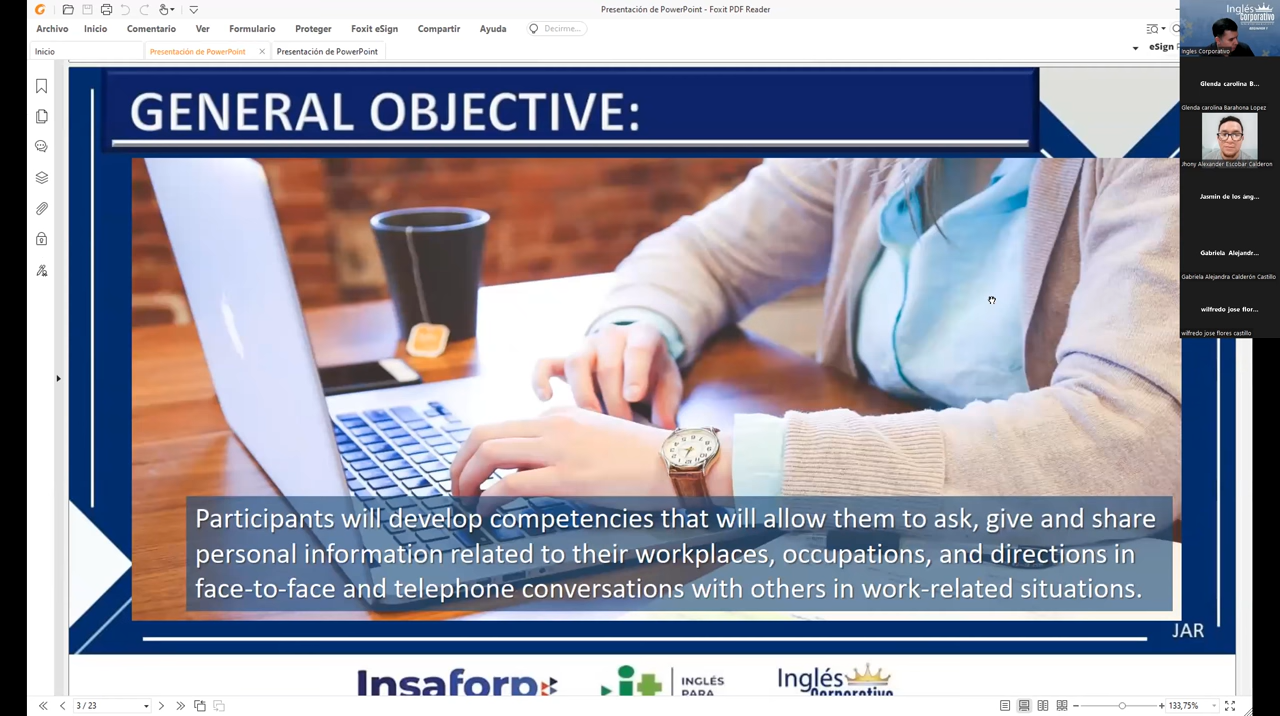 Presentación de PowerPoint - Foxit PDF Reader
Archivo Inicio Comentario Ver Formulario Proteger Foxit eSign Compartir Ayuda Decirme...
Inicio Presentación de PowerPoint Presentación de PowerPoint eSign
GENERAL OBJECTIVE:
Participants will develop competencies that will allow them to ask, give and share
personal information related to their workplaces, occupations, and directions in
face-to-face and telephone conversations with others in work-related situations.
JAR
Insaforp
INGLÉS
PARA
Inglés
Corporativo
3 / 23
133,75%
Inglés
Corporativo
Ingles Corporativo
Glenda carolina B...
Glenda carolina Barahona Lopez
Jhony Alexander Escobar Calderon
Jasmin de los áng...
Gabriela Alejandr...
Gabriela Alejandra Calderón Castillo
wilfredo jose flor...
wilfredo jose flores castillo